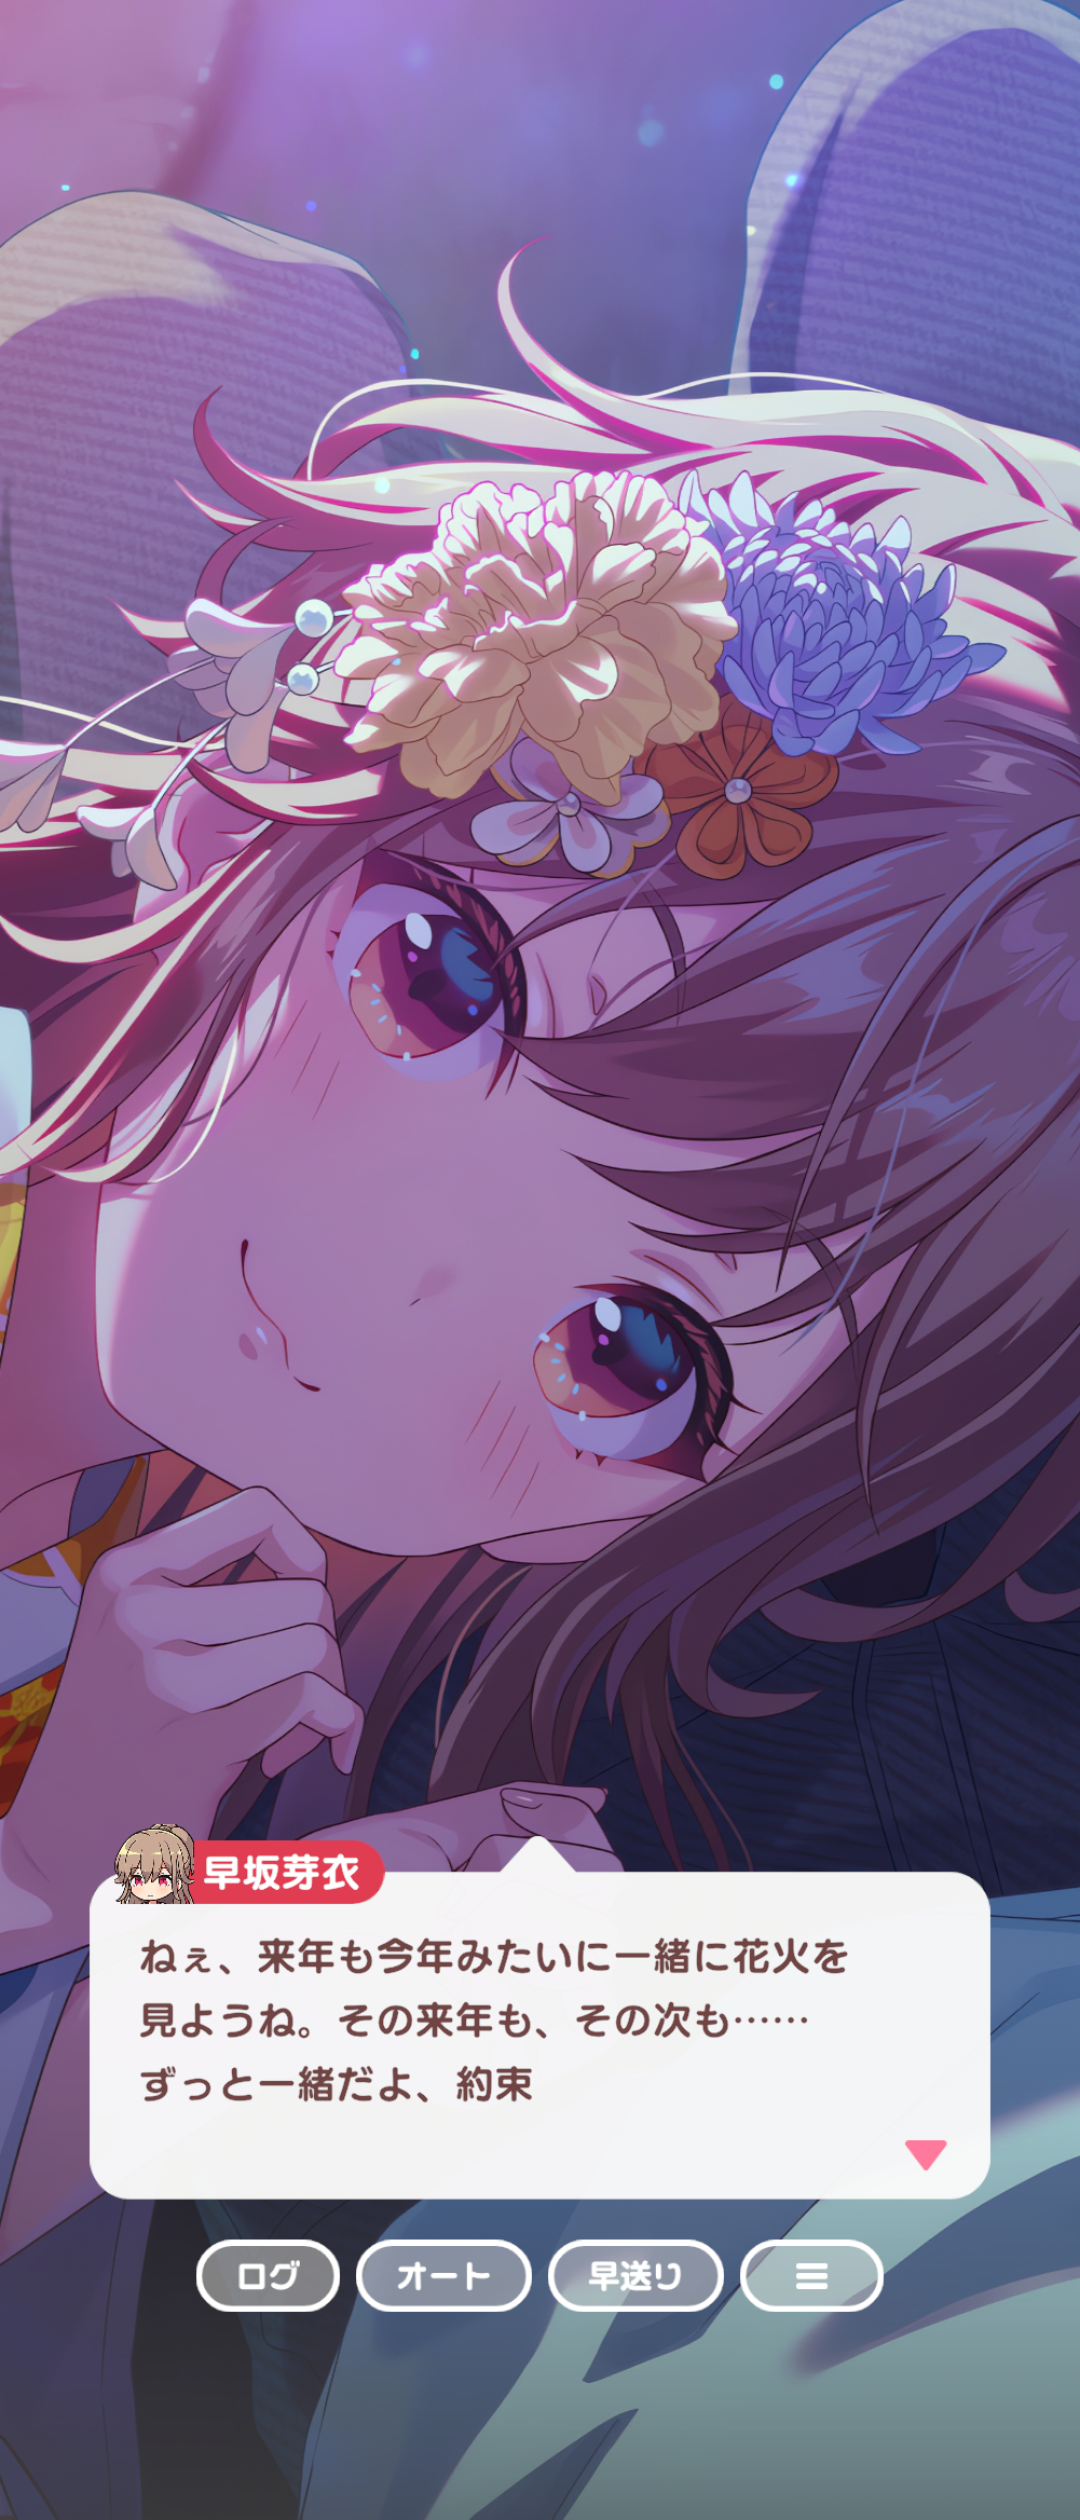 早坂芽衣
ねぇ、来年も今年みたいに一緒に花火を
見ようね。その来年も、その次も……
ずっと一緒だよ、約束
ログ
オート
早送り